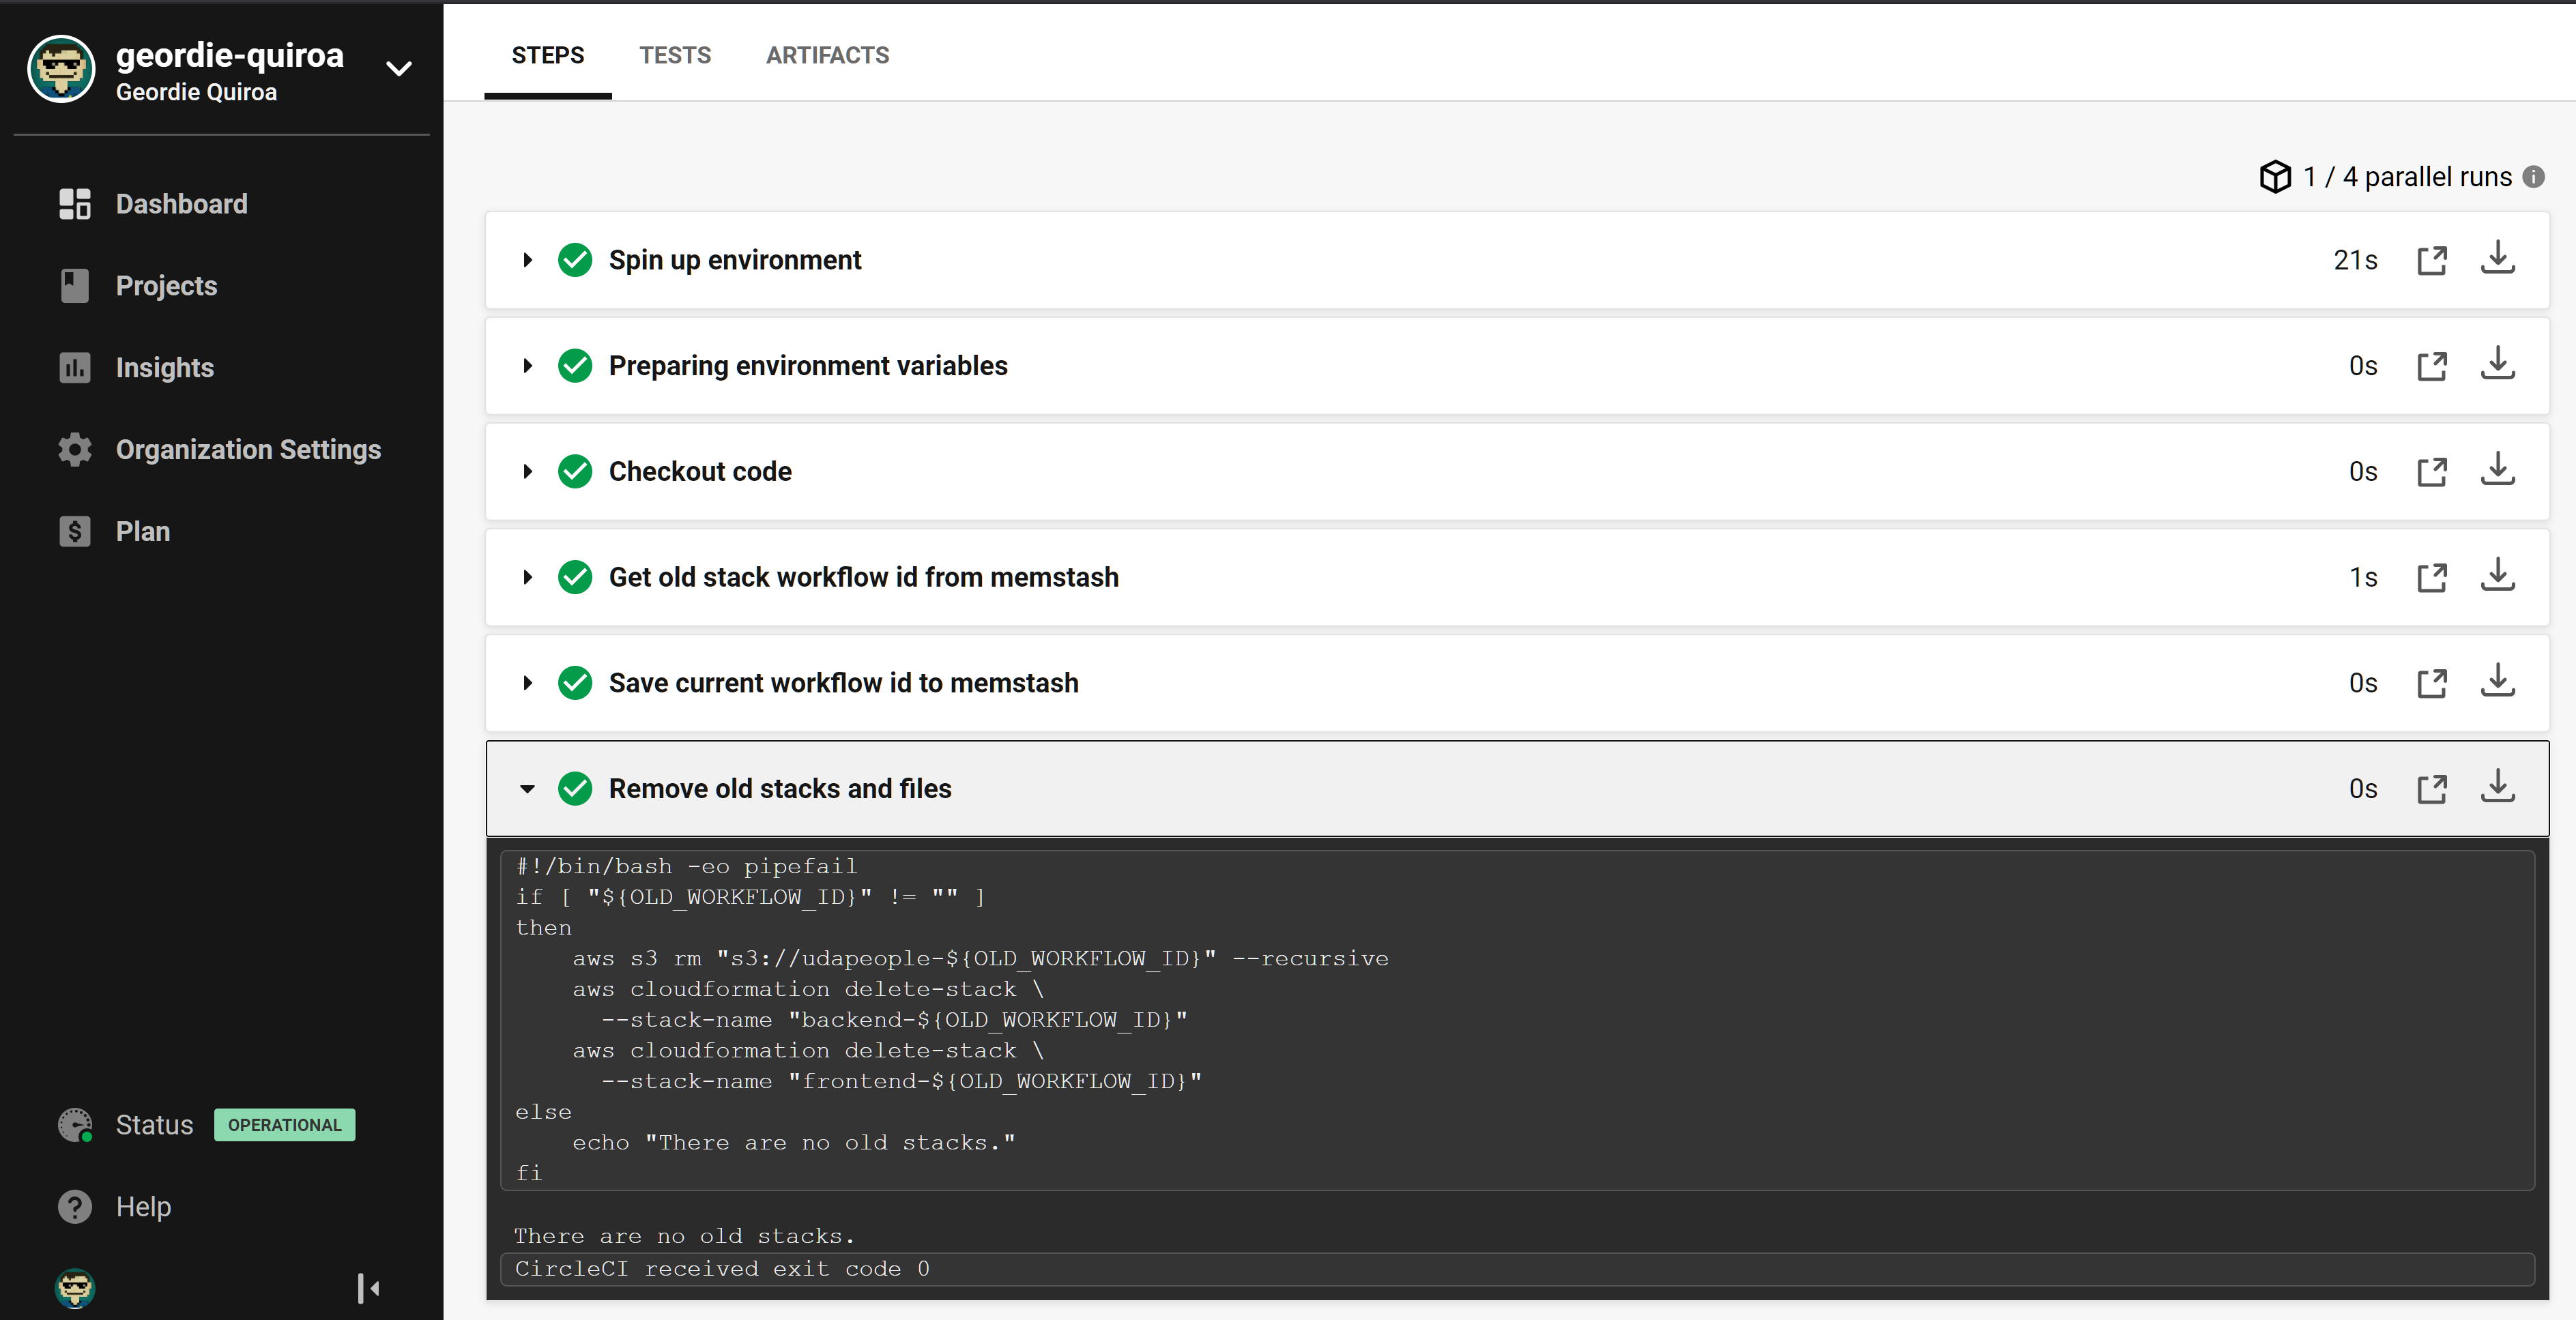 geordie-quiroa
Geordie Quiroa
Dashboard
Projects
Insights
Organization Settings
Plan
Status OPERATIONAL
Help
STEPS TESTS ARTIFACTS
1 / 4 parallel runs
Spin up environment 21s
Preparing environment variables 0s
Checkout code 0s
Get old stack workflow id from memstash 1s
Save current workflow id to memstash 0s
Remove old stacks and files 0s
#!/bin/bash -eo pipefail
if [ "${OLD_WORKFLOW_ID}" != "" ]
then
    aws s3 rm "s3://udapeople-${OLD_WORKFLOW_ID}" --recursive
    aws cloudformation delete-stack \
      --stack-name "backend-${OLD_WORKFLOW_ID}"
    aws cloudformation delete-stack \
      --stack-name "frontend-${OLD_WORKFLOW_ID}"
else
    echo "There are no old stacks."
fi
There are no old stacks.
CircleCI received exit code 0